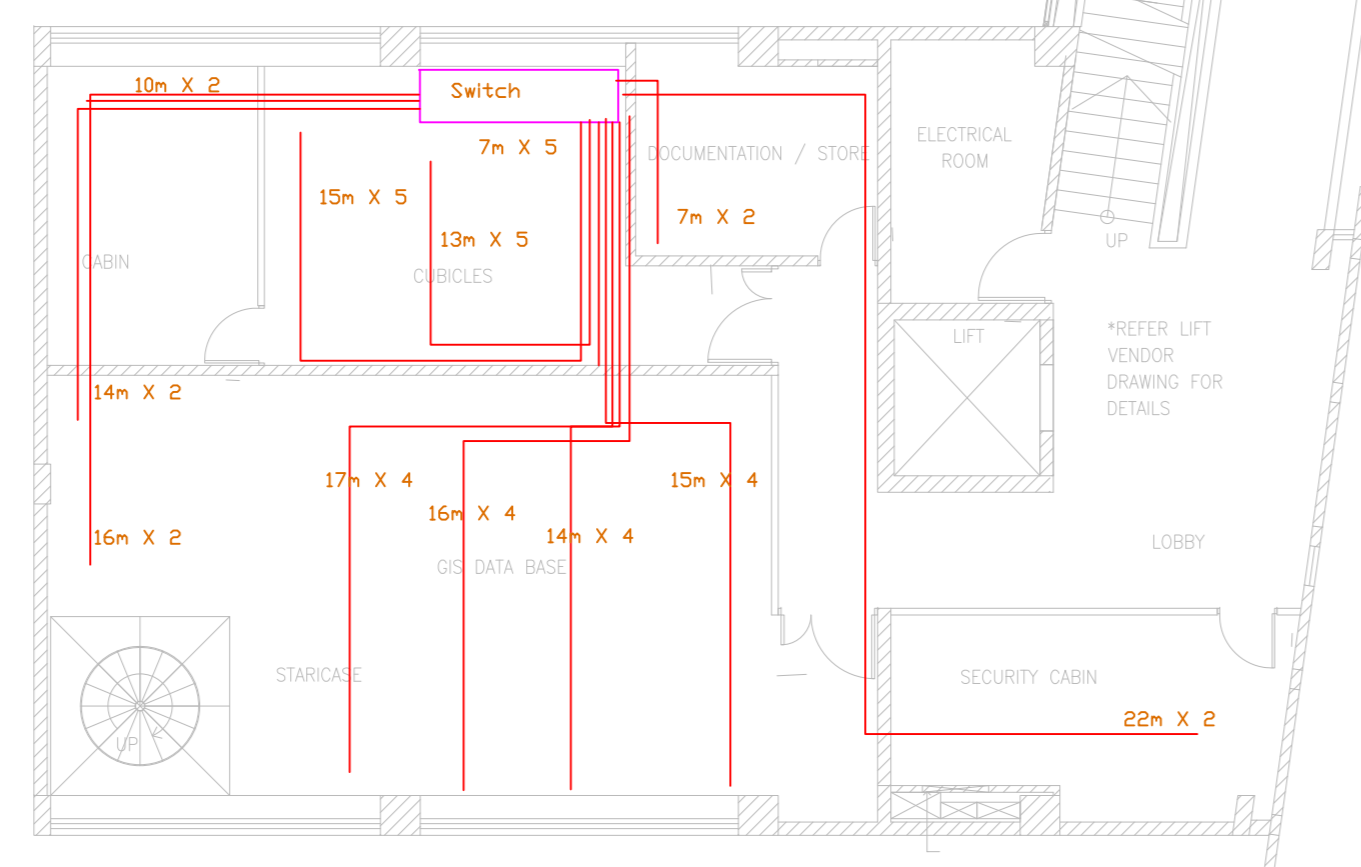 10m X 2
Switch
7m X 5
DOCUMENTATION / STORE
ELECTRICAL
ROOM
15m X 5
7m X 2
13m X 5
UP
CABIN
CUBICLES
LIFT
*REFER LIFT
VENDOR
DRAWING FOR
DETAILS
14m X 2
17m X 4
15m X 4
16m X 4
16m X 2
14m X 4
LOBBY
GIS DATA BASE
STARICASE
SECURITY CABIN
22m X 2
UP